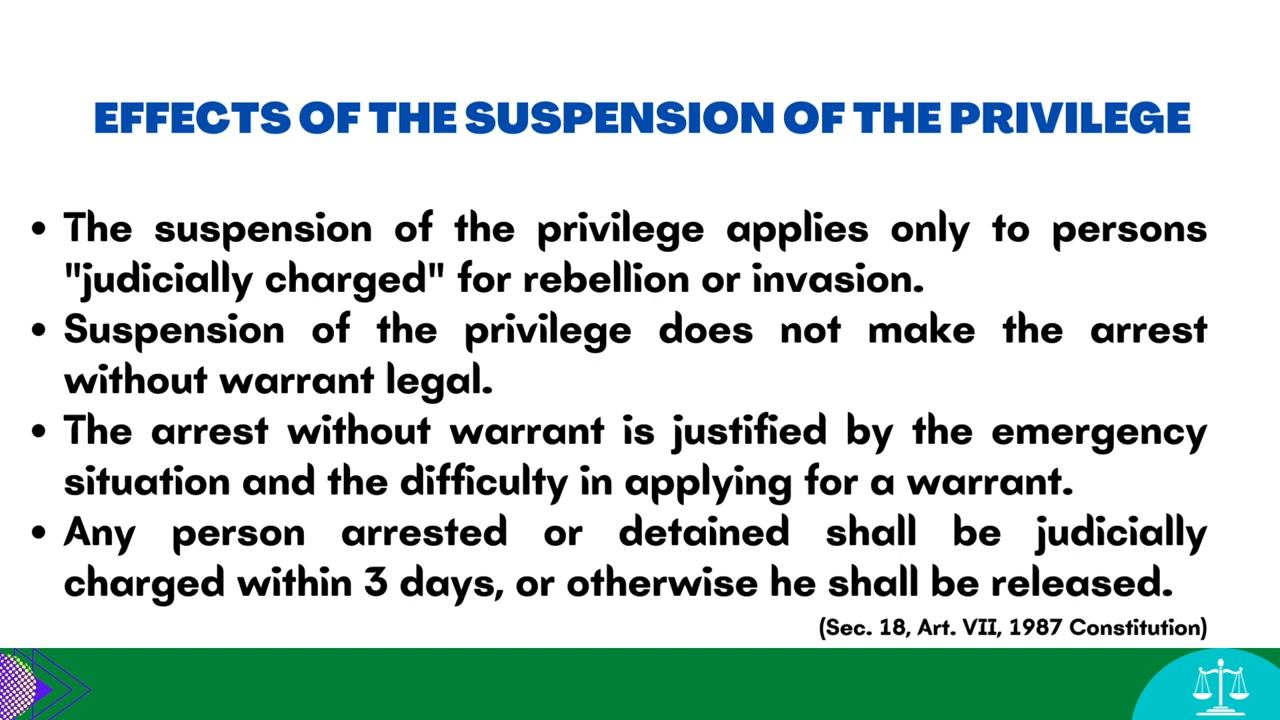 EFFECTS OF THE SUSPENSION OF THE PRIVILEGE
• The suspension of the privilege applies only to persons
"judicially charged" for rebellion or invasion.
• Suspension of the privilege does not make the arrest
without warrant legal.
• The arrest without warrant is justified by the emergency
situation and the difficulty in applying for a warrant.
• Any person arrested or detained shall be judicially
charged within 3 days, or otherwise he shall be released.
(Sec. 18, Art. VII, 1987 Constitution)